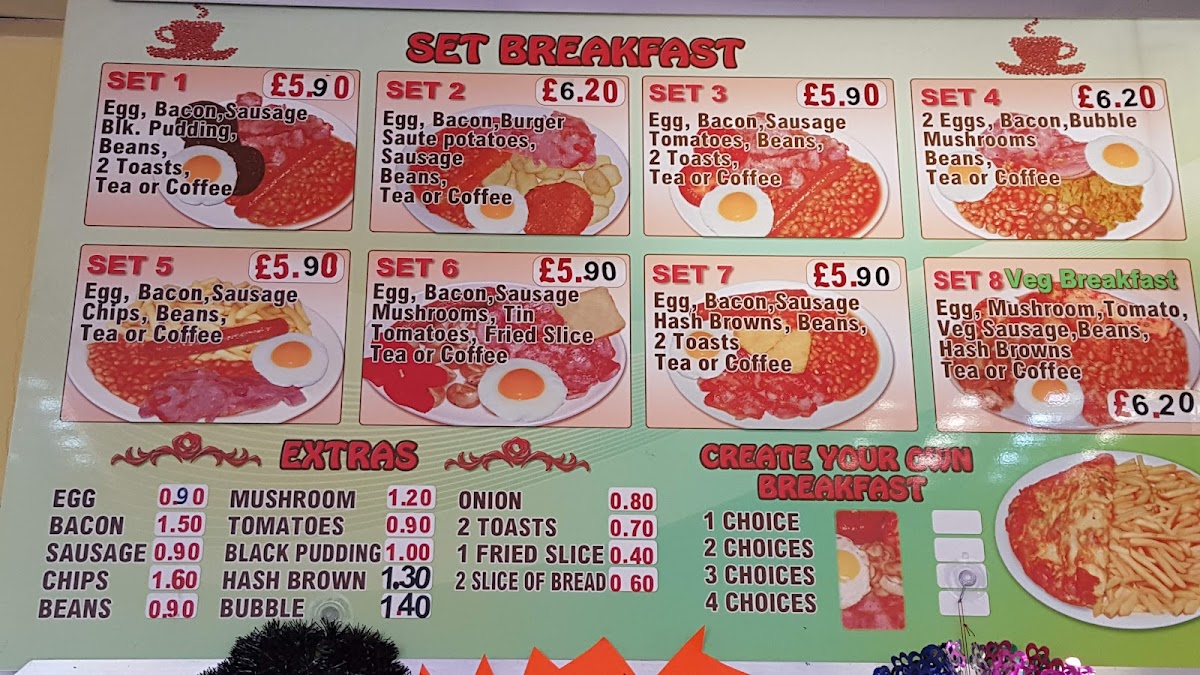 SET BREAKFAST
SET 1 £5.90
Egg, Bacon,Sausage
Blk. Pudding,
Beans,
2 Toasts,
Tea or Coffee
SET 2 £6.20
Egg, Bacon,Burger
Saute potatoes,
Sausage
Beans,
Tea or Coffee
SET 3 £5.90
Egg, Bacon,Sausage
Tomatoes, Beans,
2 Toasts,
Tea or Coffee
SET 4 £6.20
2 Eggs, Bacon,Bubble
Mushrooms
Beans,
Tea or Coffee
SET 5 £5.90
Egg, Bacon,Sausage
Chips, Beans,
Tea or Coffee
SET 6 £5.90
Egg, Bacon,Sausage
Mushrooms, Tin
Tomatoes, Fried Slice
Tea or Coffee
SET 7 £5.90
Egg, Bacon,Sausage
Hash Browns, Beans,
2 Toasts
Tea or Coffee
SET 8 Veg Breakfast
Egg, Mushroom,Tomato,
Veg Sausage,Beans,
Hash Browns
Tea or Coffee
£6.20
EXTRAS
EGG 0.90
BACON 1.50
SAUSAGE 0.90
CHIPS 1.60
BEANS 0.90
MUSHROOM 1.20
TOMATOES 0.90
BLACK PUDDING 1.00
HASH BROWN 1.30
BUBBLE 1.40
ONION 0.80
2 TOASTS 0.70
1 FRIED SLICE 0.40
2 SLICE OF BREAD 0.60
CREATE YOUR OWN
BREAKFAST
1 CHOICE
2 CHOICES
3 CHOICES
4 CHOICES